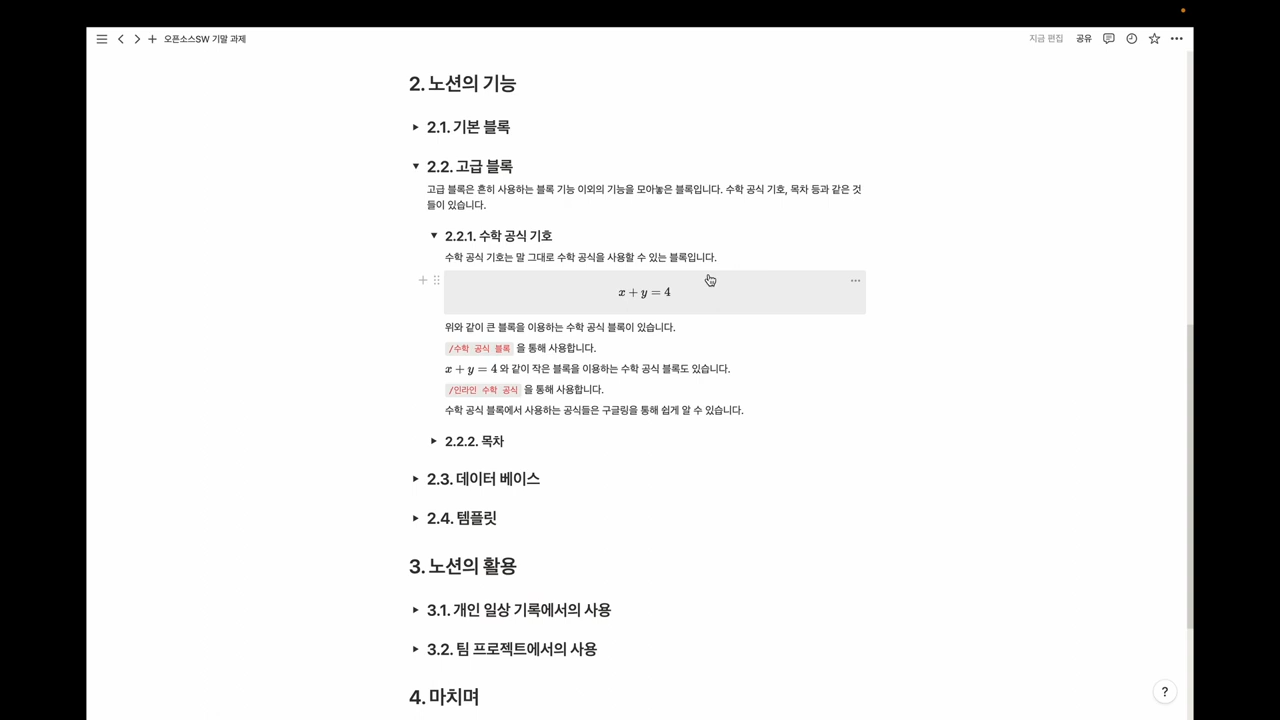 오픈소스SW 기말 과제
지금 편집 공유
2. 노션의 기능
2.1. 기본 블록
2.2. 고급 블록
고급 블록은 흔히 사용하는 블록 기능 이외의 기능을 모아놓은 블록입니다. 수학 공식 기호, 목차 등과 같은 것
들이 있습니다.
2.2.1. 수학 공식 기호
수학 공식 기호는 말 그대로 수학 공식을 사용할 수 있는 블록입니다.
x + y = 4
위와 같이 큰 블록을 이용하는 수학 공식 블록이 있습니다.
/수학 공식 블록 을 통해 사용합니다.
x + y = 4 와 같이 작은 블록을 이용하는 수학 공식 블록도 있습니다.
/인라인 수학 공식 을 통해 사용합니다.
수학 공식 블록에서 사용하는 공식들은 구글링을 통해 쉽게 알 수 있습니다.
2.2.2. 목차
2.3. 데이터 베이스
2.4. 템플릿
3. 노션의 활용
3.1. 개인 일상 기록에서의 사용
3.2. 팀 프로젝트에서의 사용
4. 마치며
?